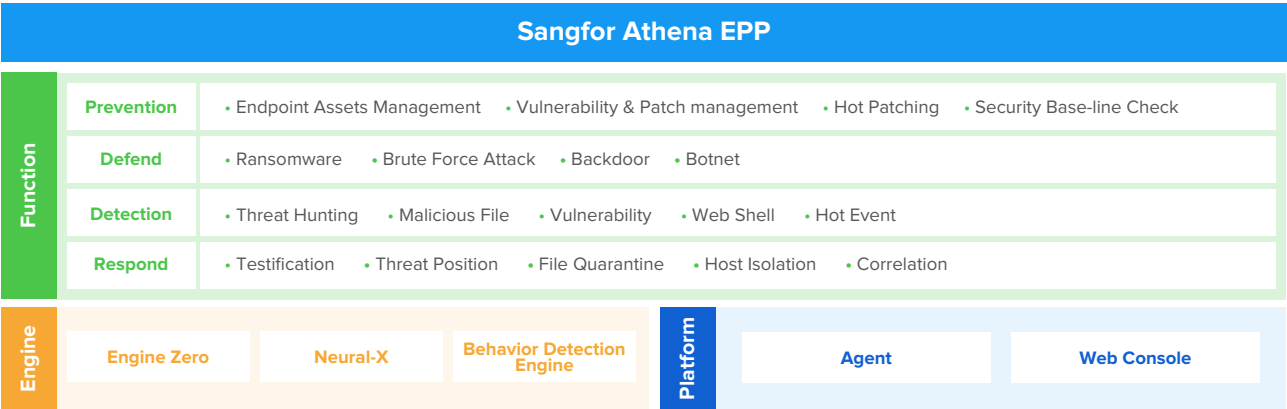 Sangfor Athena EPP
Function
Prevention
• Endpoint Assets Management • Vulnerability & Patch management • Hot Patching • Security Base-line Check
Defend
• Ransomware • Brute Force Attack • Backdoor • Botnet
Detection
• Threat Hunting • Malicious File • Vulnerability • Web Shell • Hot Event
Respond
• Testification • Threat Position • File Quarantine • Host Isolation • Correlation
Engine
Engine Zero
Neural-X
Behavior Detection
Engine
Platform
Agent
Web Console